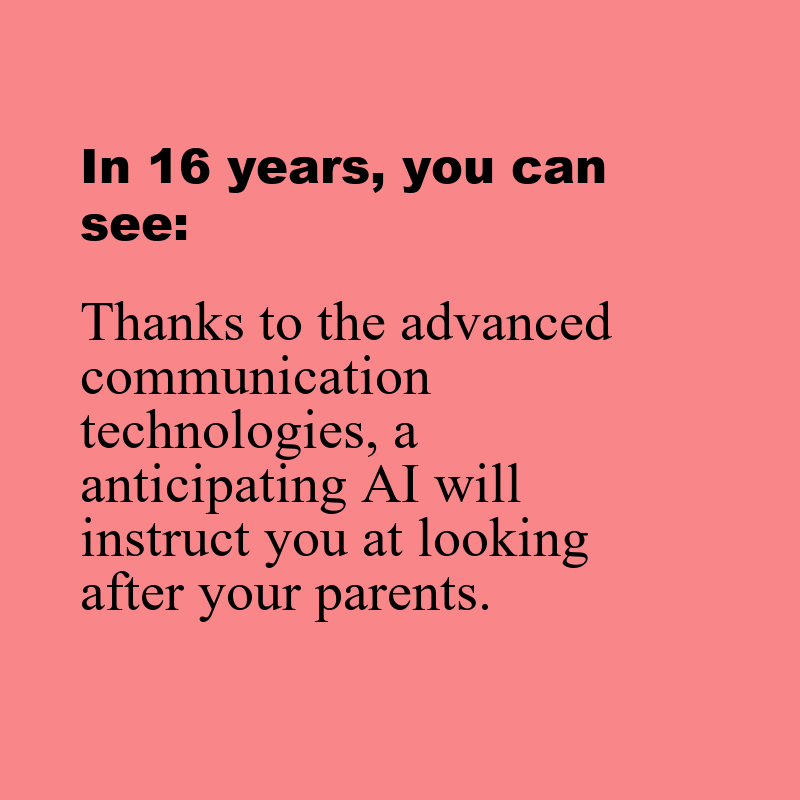 In 16 years, you can
see:
Thanks to the advanced
communication
technologies, a
anticipating AI will
instruct you at looking
after your parents.